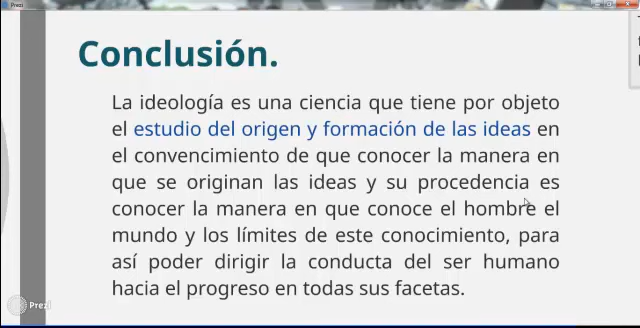 Prezi
Conclusión.
La ideología es una ciencia que tiene por objeto
el estudio del origen y formación de las ideas en
el convencimiento de que conocer la manera en
que se originan las ideas y su procedencia es
conocer la manera en que conoce el hombre el
mundo y los límites de este conocimiento, para
así poder dirigir la conducta del ser humano
hacia el progreso en todas sus facetas.
Prezi